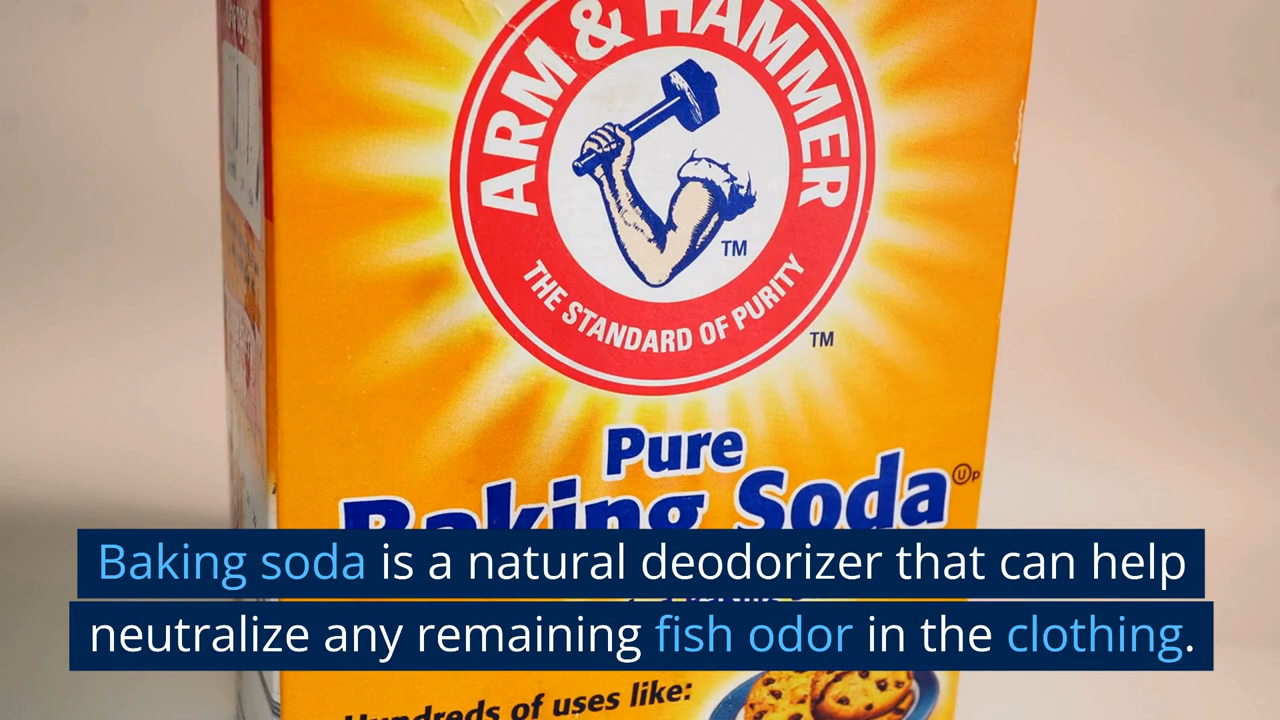 ARM & HAMMER
TM
THE STANDARD OF PURITY
TM
Pure
Baking Soda
Up
Baking soda is a natural deodorizer that can help
neutralize any remaining fish odor in the clothing.
Hundreds of uses like: